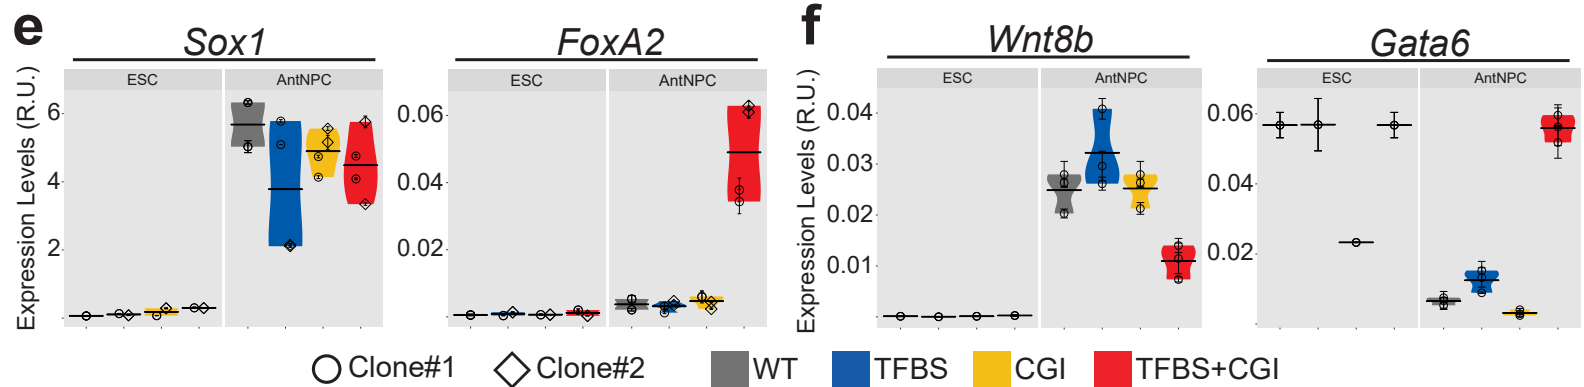 e
Sox1
FoxA2
f
Wnt8b
Gata6
Expression Levels (R.U.)
ESC
AntNPC
6
4
2
ESC
AntNPC
0.06
0.04
0.02
Expression Levels (R.U.)
ESC
AntNPC
0.04
0.03
0.02
0.01
ESC
AntNPC
0.06
0.04
0.02
Clone#1
Clone#2
WT
TFBS
CGI
TFBS+CGI